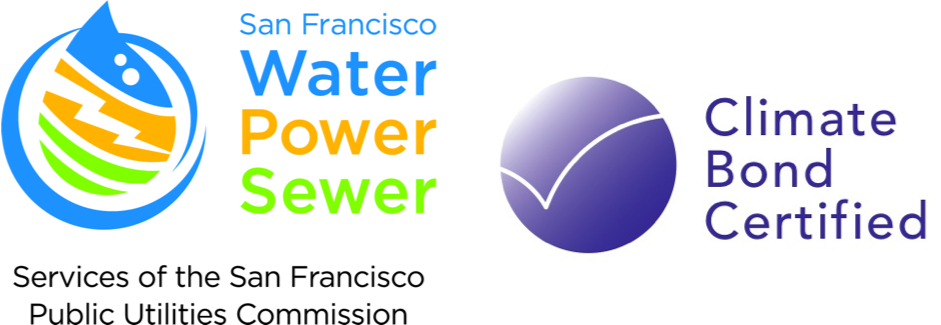 San Francisco
Water
Power
Sewer
Services of the San Francisco
Public Utilities Commission
Climate
Bond
Certified